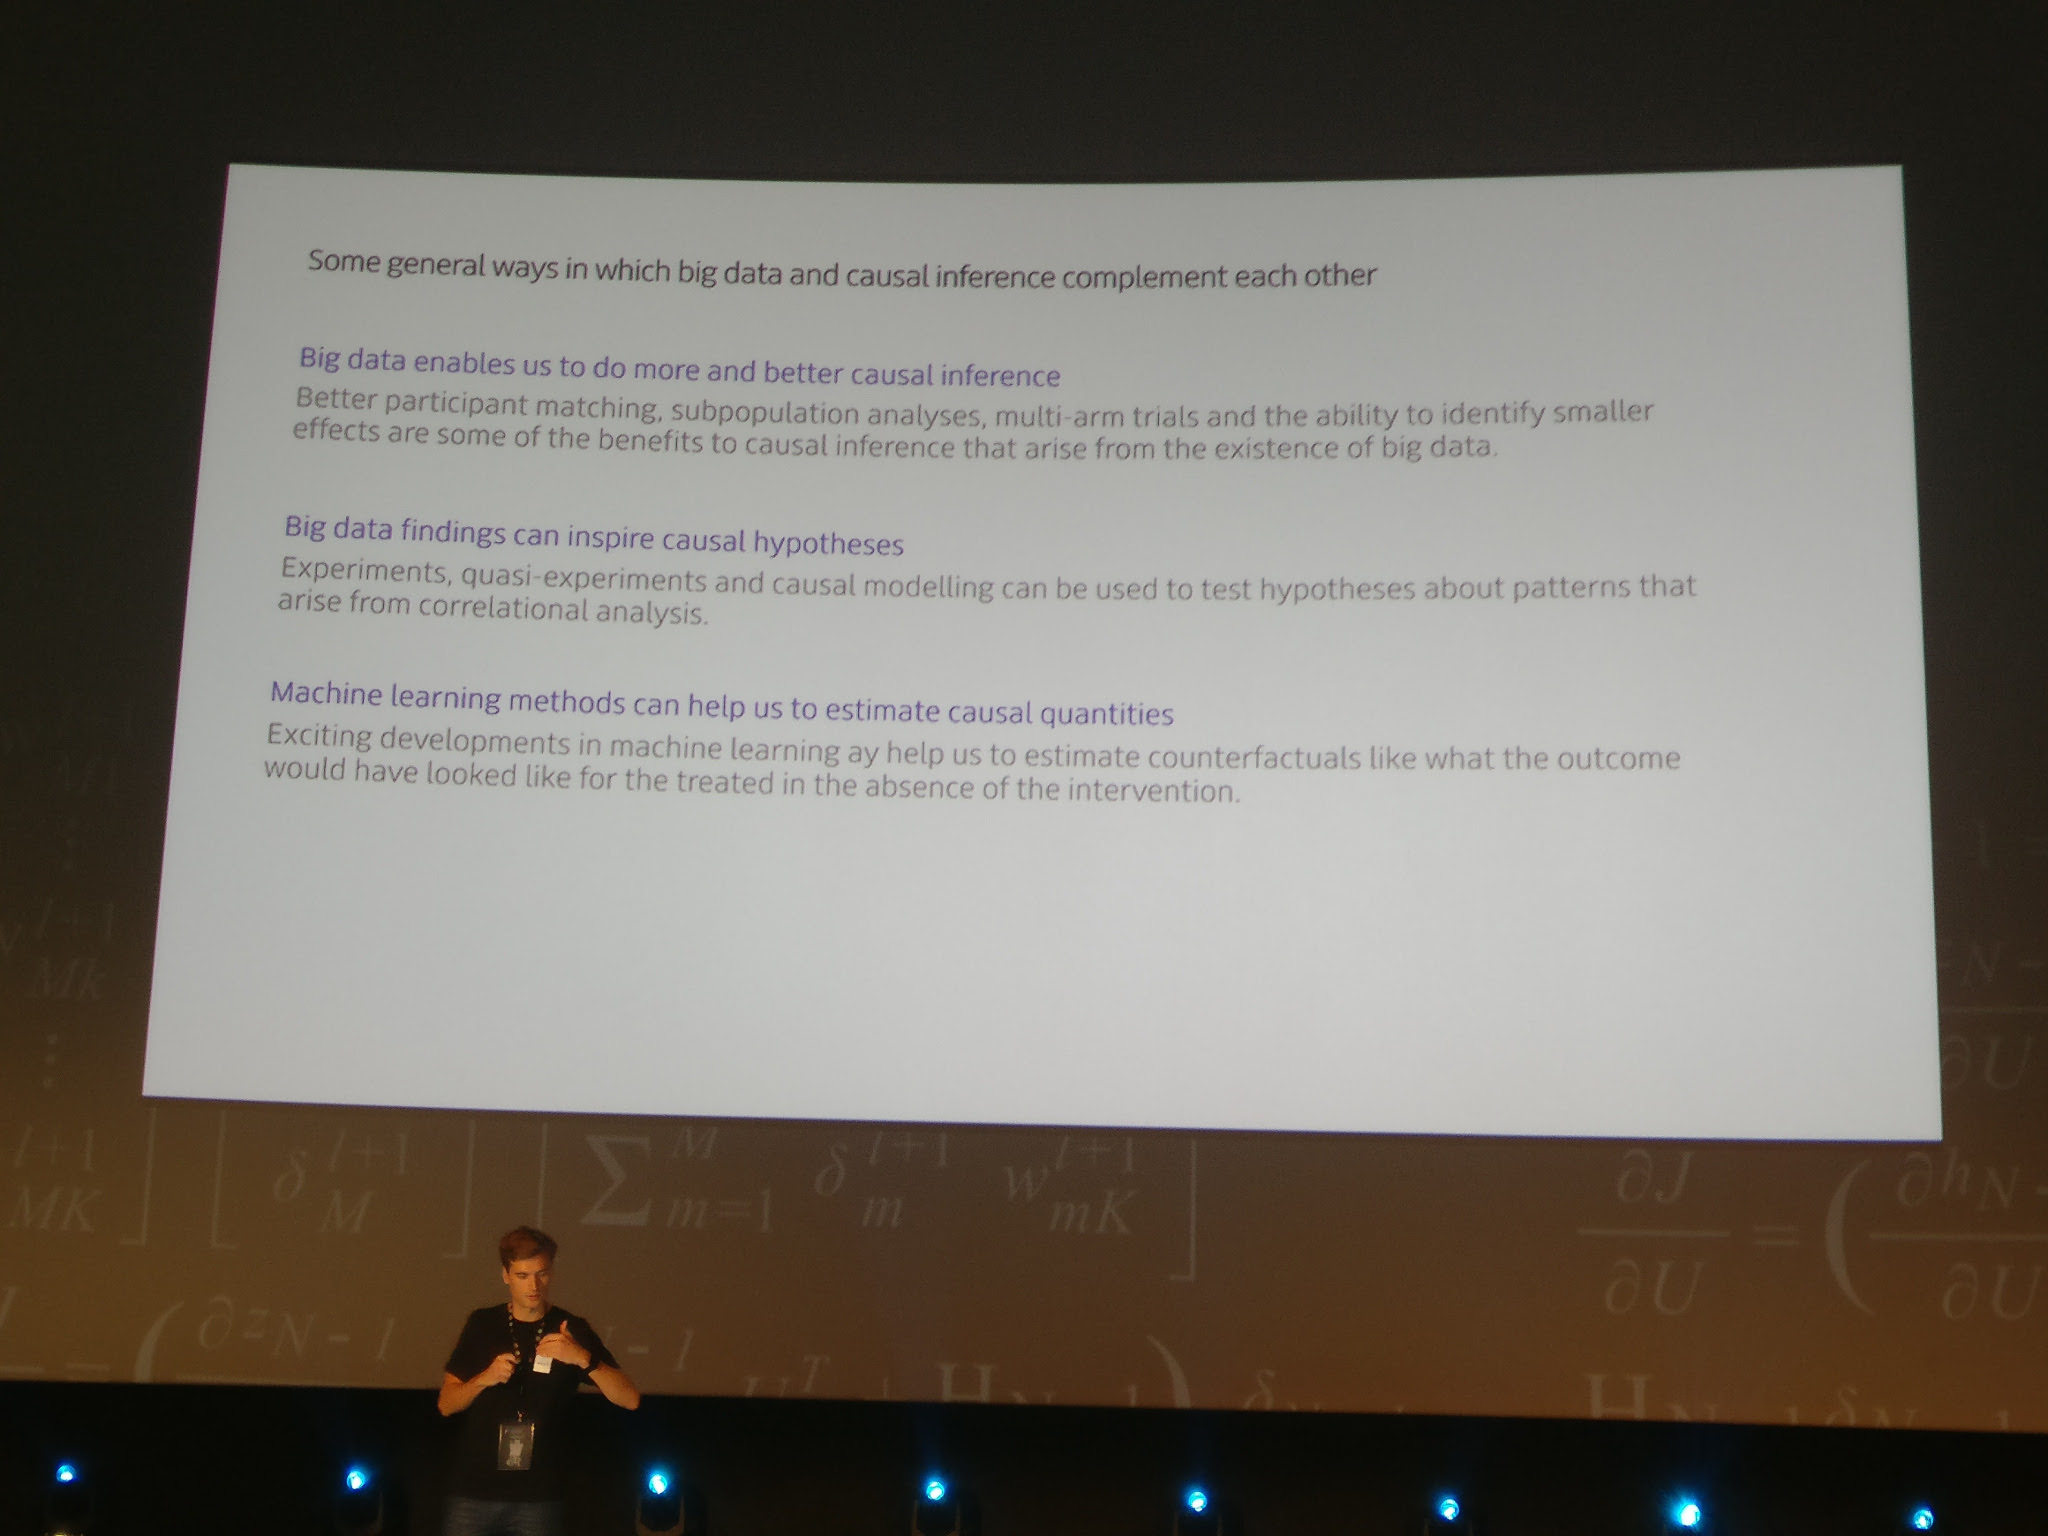 Some general ways in which big data and causal inference complement each other
Big data enables us to do more and better causal inference
Better participant matching, subpopulation analyses, multi-arm trials and the ability to identify smaller
effects are some of the benefits to causal inference that arise from the existence of big data.
Big data findings can inspire causal hypotheses
Experiments, quasi-experiments and causal modelling can be used to test hypotheses about patterns that
arise from correlational analysis.
Machine learning methods can help us to estimate causal quantities
Exciting developments in machine learning ay help us to estimate counterfactuals like what the outcome
would have looked like for the treated in the absence of the intervention.